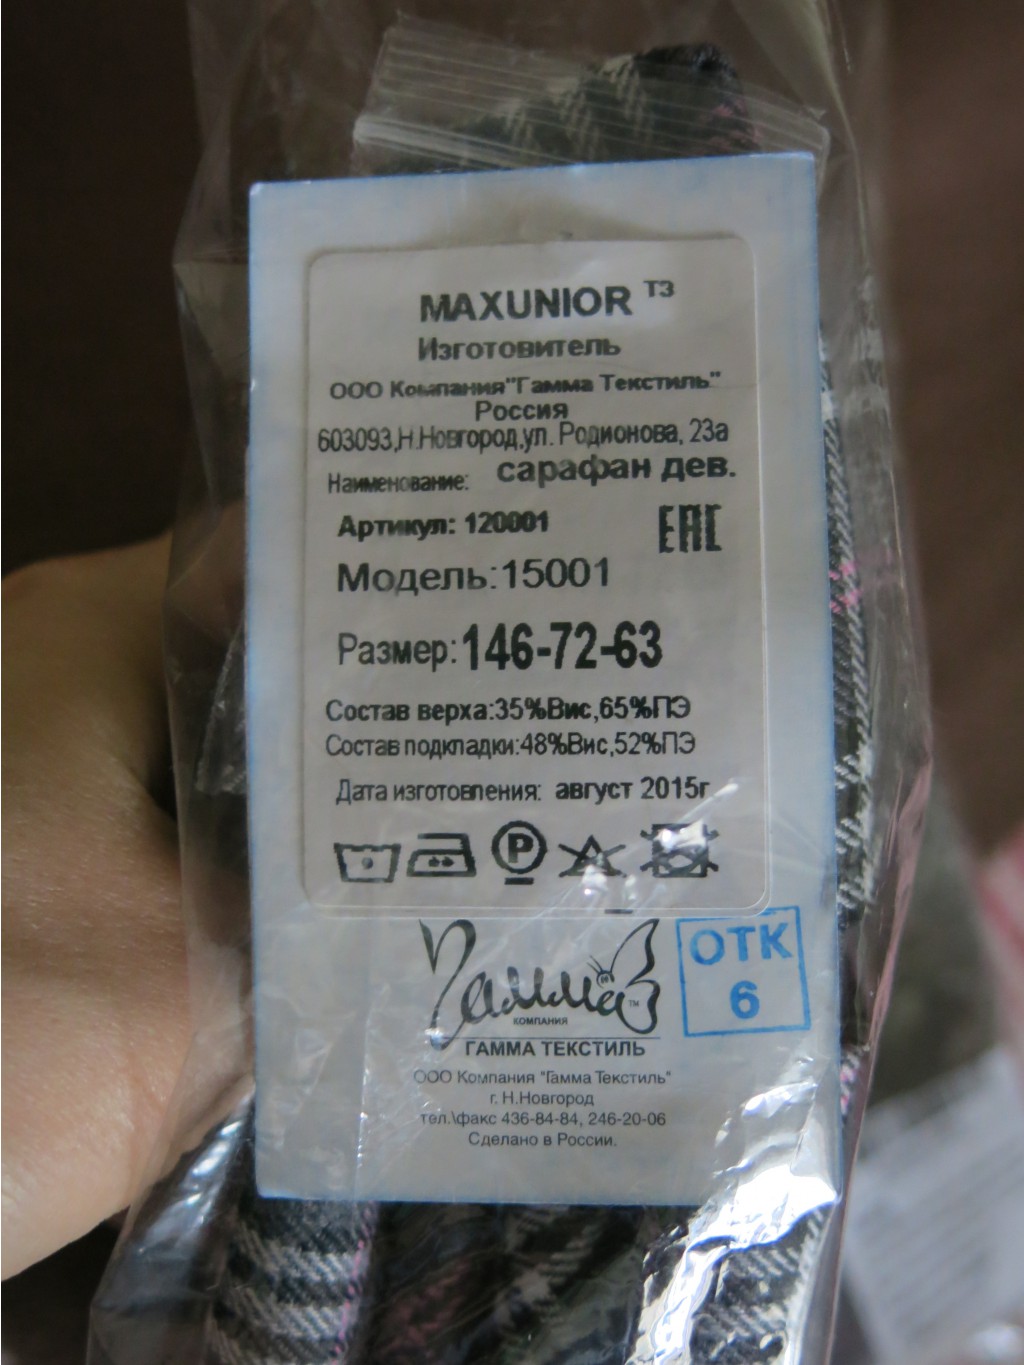 MAXUNIOR ТЗ
Изготовитель
ООО Компания"Гамма Текстиль"
Россия
603093,Н.Новгород,ул. Родионова, 23а
Наименование: сарафан дев.
Артикул: 120001
EAC
Модель:15001
Размер:146-72-63
Состав верха:35%Вис,65%ПЭ
Состав подкладки:48%Вис,52%ПЭ
Дата изготовления: август 2015г
P
Гамма
TM
КОМПАНИЯ
ГАММА ТЕКСТИЛЬ
ОТК
6
ООО Компания "Гамма Текстиль"
г. Н.Новгород
тел.\факс 436-84-84, 246-20-06
Сделано в России.